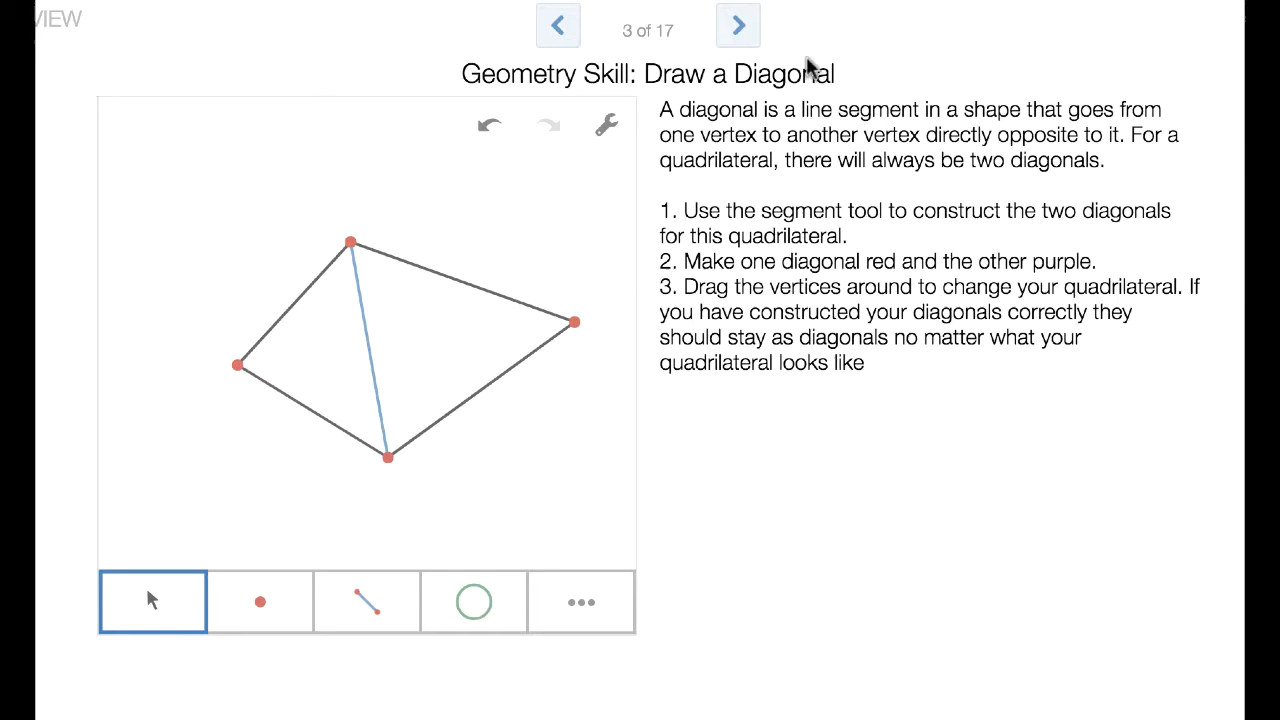 VIEW
3 of 17
Geometry Skill: Draw a Diagonal
A diagonal is a line segment in a shape that goes from
one vertex to another vertex directly opposite to it. For a
quadrilateral, there will always be two diagonals.
1. Use the segment tool to construct the two diagonals
for this quadrilateral.
2. Make one diagonal red and the other purple.
3. Drag the vertices around to change your quadrilateral. If
you have constructed your diagonals correctly they
should stay as diagonals no matter what your
quadrilateral looks like